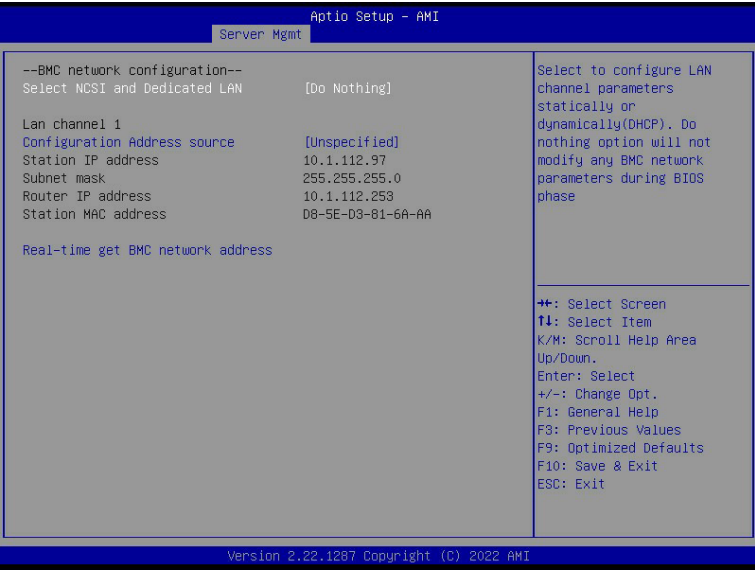 Aptio Setup – AMI
Server Mgmt
--BMC network configuration--
Select NCSI and Dedicated LAN [Do Nothing]
Lan channel 1
Configuration Address source [Unspecified]
Station IP address 10.1.112.97
Subnet mask 255.255.255.0
Router IP address 10.1.112.253
Station MAC address D8-5E-D3-81-6A-AA
Real-time get BMC network address
Select to configure LAN
channel parameters
statically or
dynamically(DHCP). Do
nothing option will not
modify any BMC network
parameters during BIOS
phase
→←: Select Screen
↑↓: Select Item
K/M: Scroll Help Area
Up/Down.
Enter: Select
+/-: Change Opt.
F1: General Help
F3: Previous Values
F9: Optimized Defaults
F10: Save & Exit
ESC: Exit
Version 2.22.1287 Copyright (C) 2022 AMI